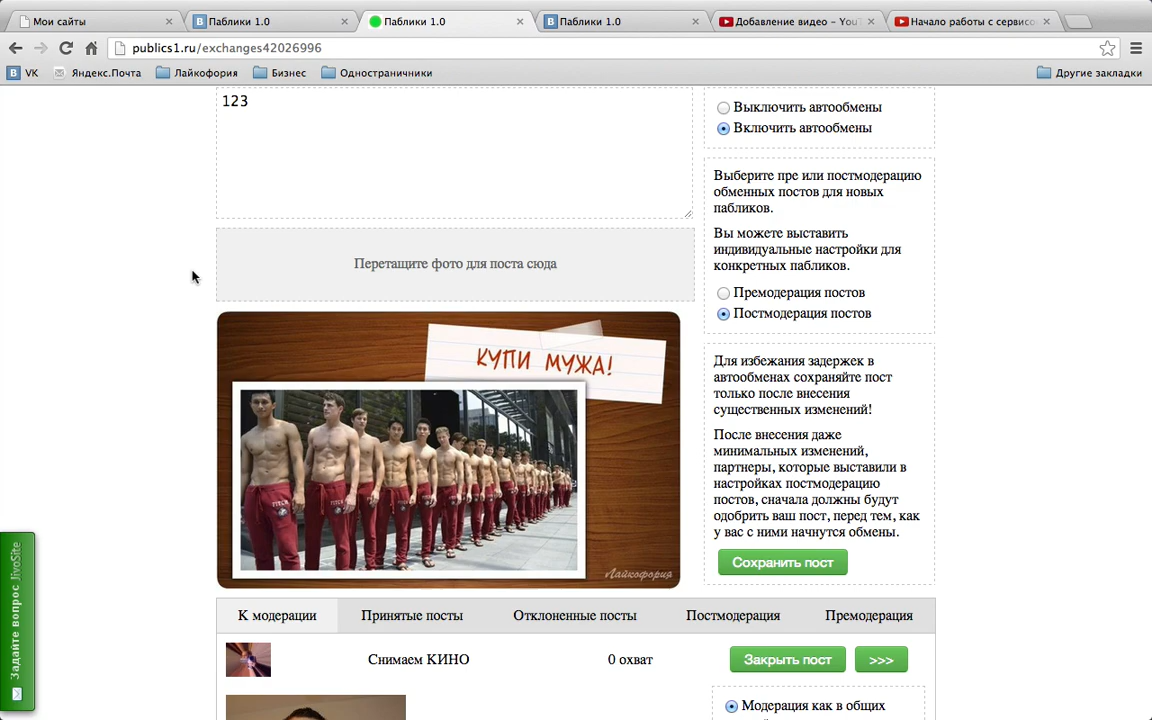 Мои сайты
Паблики 1.0
Паблики 1.0
Паблики 1.0
Добавление видео – You
Начало работы с сервисо
publics1.ru/exchanges42026996
VK
Яндекс.Почта
Лайкофория
Бизнес
Одностраничники
Другие закладки
123
Выключить автообмены
Включить автообмены
Выберите пре или постмодерацию
обменных постов для новых
пабликов.
Вы можете выставить
индивидуальные настройки для
конкретных пабликов.
Премодерация постов
Постмодерация постов
Перетащите фото для поста сюда
КУПИ МУЖА!
Лайкофория
Для избежания задержек в
автообменах сохраняйте пост
только после внесения
существенных изменений!
После внесения даже
минимальных изменений,
партнеры, которые выставили в
настройках постмодерацию
постов, сначала должны будут
одобрить ваш пост, перед тем, как
у вас с ними начнутся обмены.
Сохранить пост
Задайте вопрос JivoSite
К модерации
Принятые посты
Отклоненные посты
Постмодерация
Премодерация
Снимаем КИНО
0 охват
Закрыть пост
>>>
Модерация как в общих